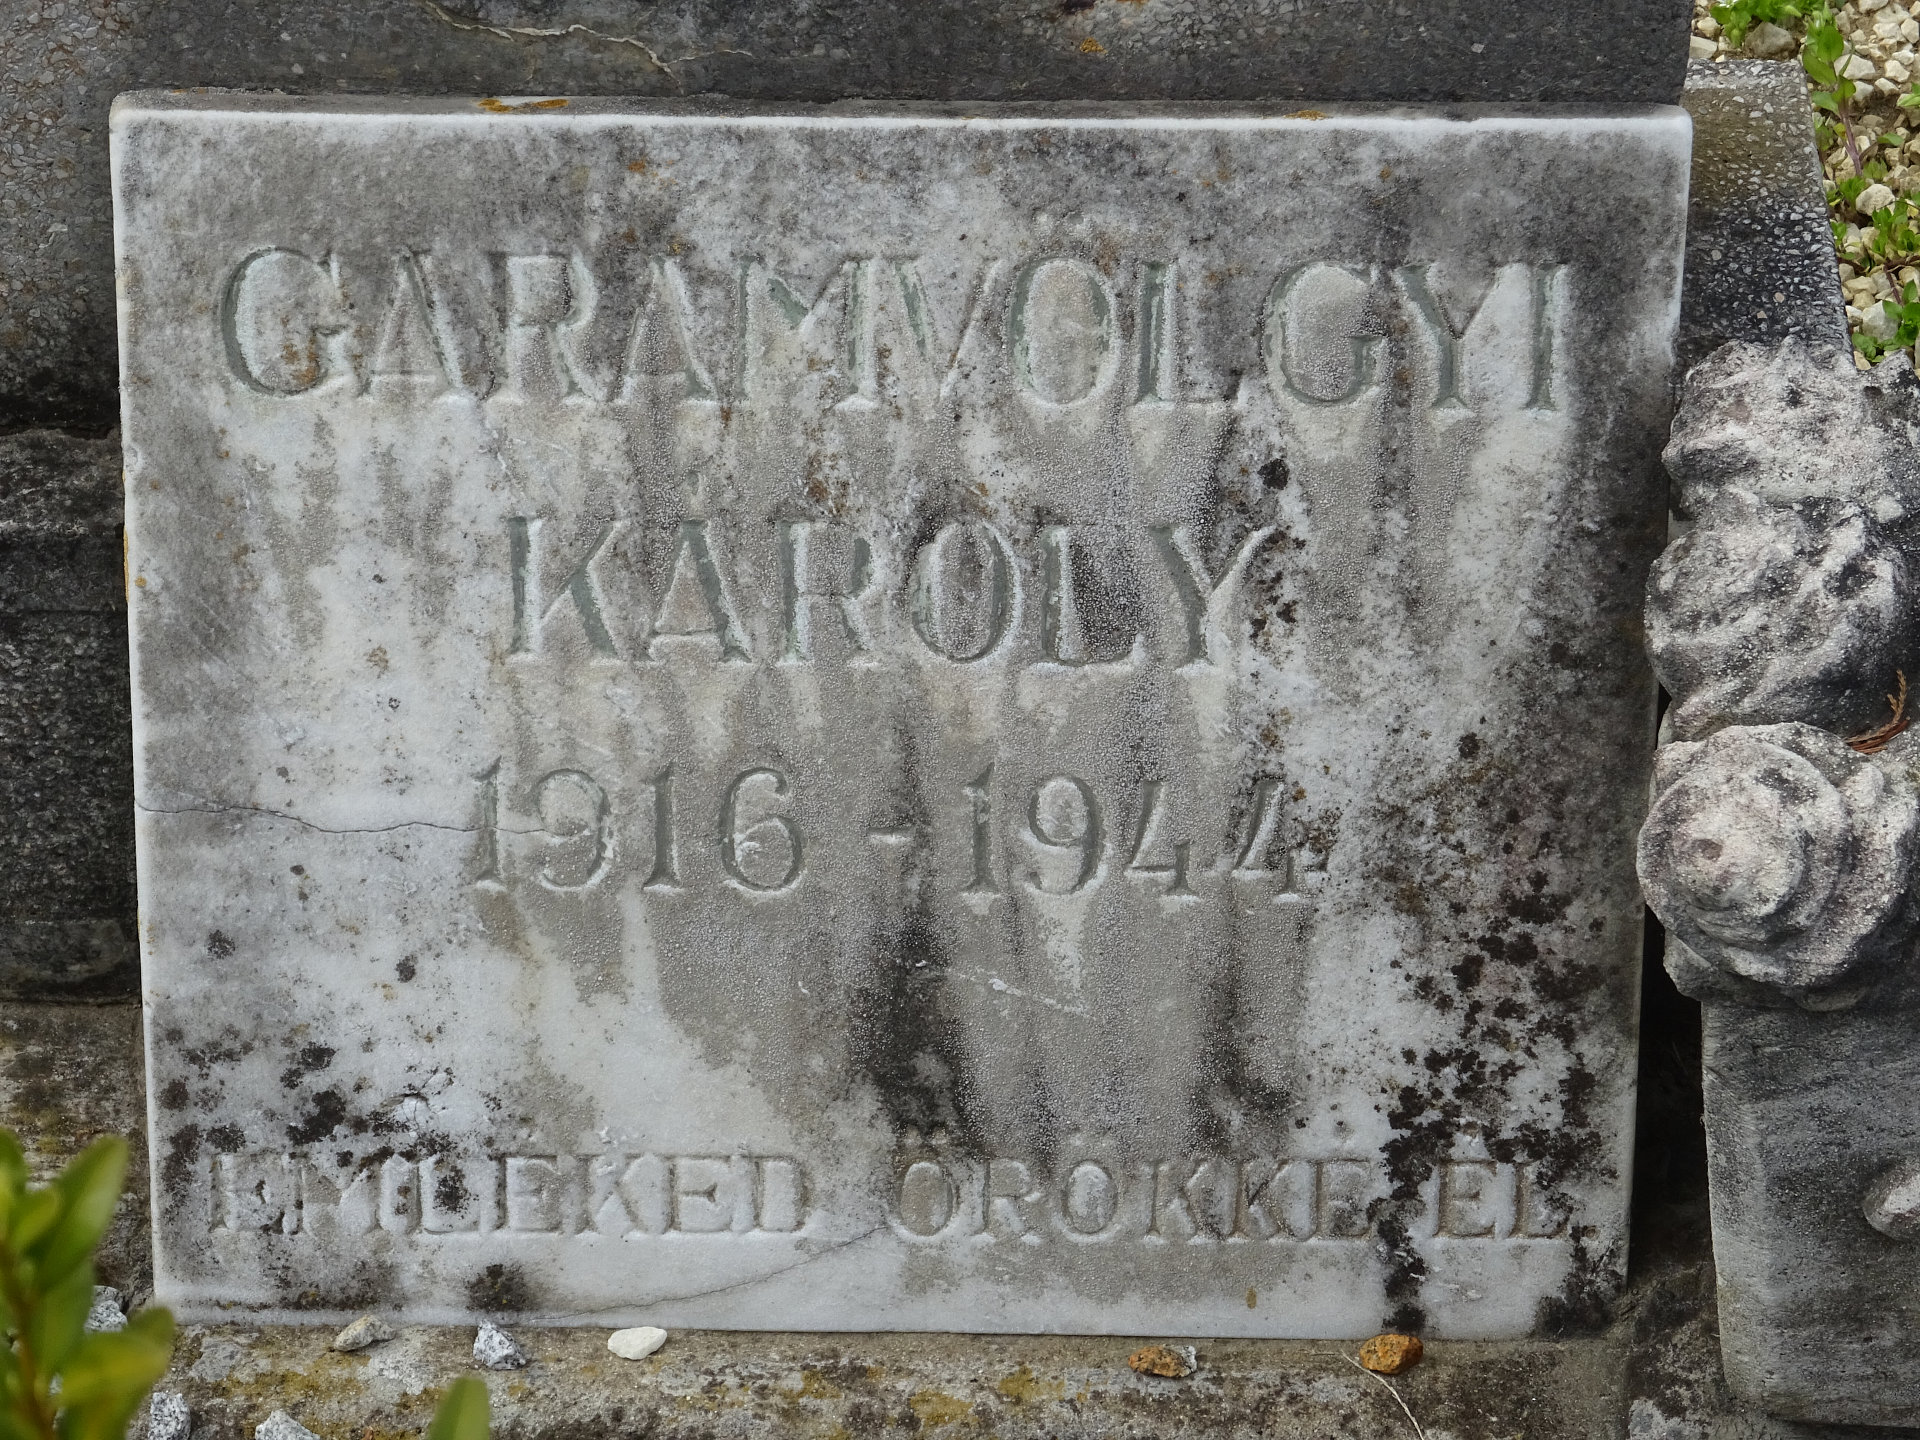 GARAMVÖLGYI
KÁROLY
1916 - 1944
EMLÉKED ÖRÖKKÉ ÉL